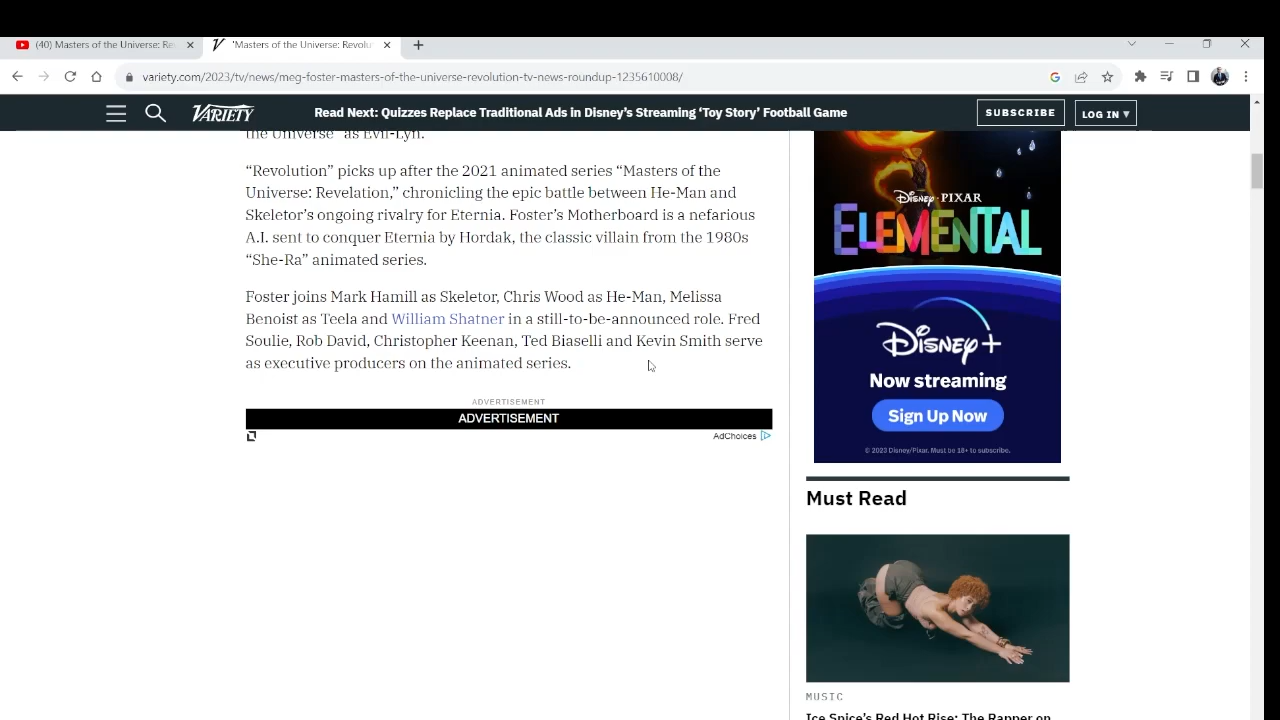 (40) Masters of the Universe: Re
'Masters of the Universe: Revolu
variety.com/2023/tv/news/meg-foster-masters-of-the-universe-revolution-tv-news-roundup-1235610008/
VARIETY
Read Next: Quizzes Replace Traditional Ads in Disney's Streaming 'Toy Story' Football Game
SUBSCRIBE
LOG IN ▾
the Universe" as Evil-Lyn.
"Revolution" picks up after the 2021 animated series "Masters of the
Universe: Revelation," chronicling the epic battle between He-Man and
Skeletor's ongoing rivalry for Eternia. Foster's Motherboard is a nefarious
A.I. sent to conquer Eternia by Hordak, the classic villain from the 1980s
"She-Ra" animated series.
Foster joins Mark Hamill as Skeletor, Chris Wood as He-Man, Melissa
Benoist as Teela and William Shatner in a still-to-be-announced role. Fred
Soulie, Rob David, Christopher Keenan, Ted Biaselli and Kevin Smith serve
as executive producers on the animated series.
ADVERTISEMENT
ADVERTISEMENT
AdChoices
Disney · PIXAR
ELEMENTAL
Disney+
Now streaming
Sign Up Now
© 2023 Disney/Pixar. Must be 18+ to subscribe.
Must Read
MUSIC
Ice Spice's Red Hot Rise: The Rapper on